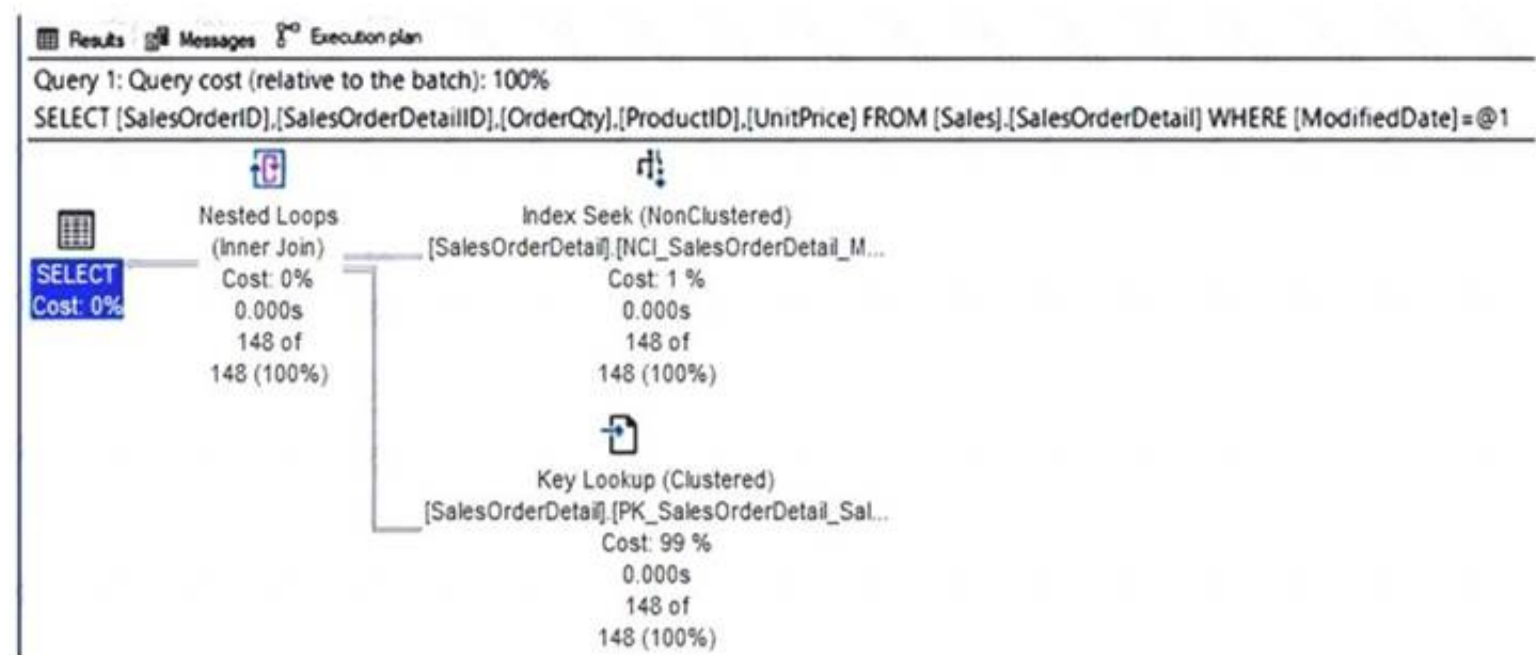 Results Messages Execution plan
Query 1: Query cost (relative to the batch): 100%
SELECT [SalesOrderID],[SalesOrderDetailID],[OrderQty],[ProductID],[UnitPrice] FROM [Sales].[SalesOrderDetail] WHERE [ModifiedDate]=@1
SELECT
Cost: 0%
Nested Loops
(Inner Join)
Cost: 0%
0.000s
148 of
148 (100%)
Index Seek (NonClustered)
[SalesOrderDetail].[NCI_SalesOrderDetail_M...
Cost: 1 %
0.000s
148 of
148 (100%)
Key Lookup (Clustered)
[SalesOrderDetail].[PK_SalesOrderDetail_Sal...
Cost: 99 %
0.000s
148 of
148 (100%)